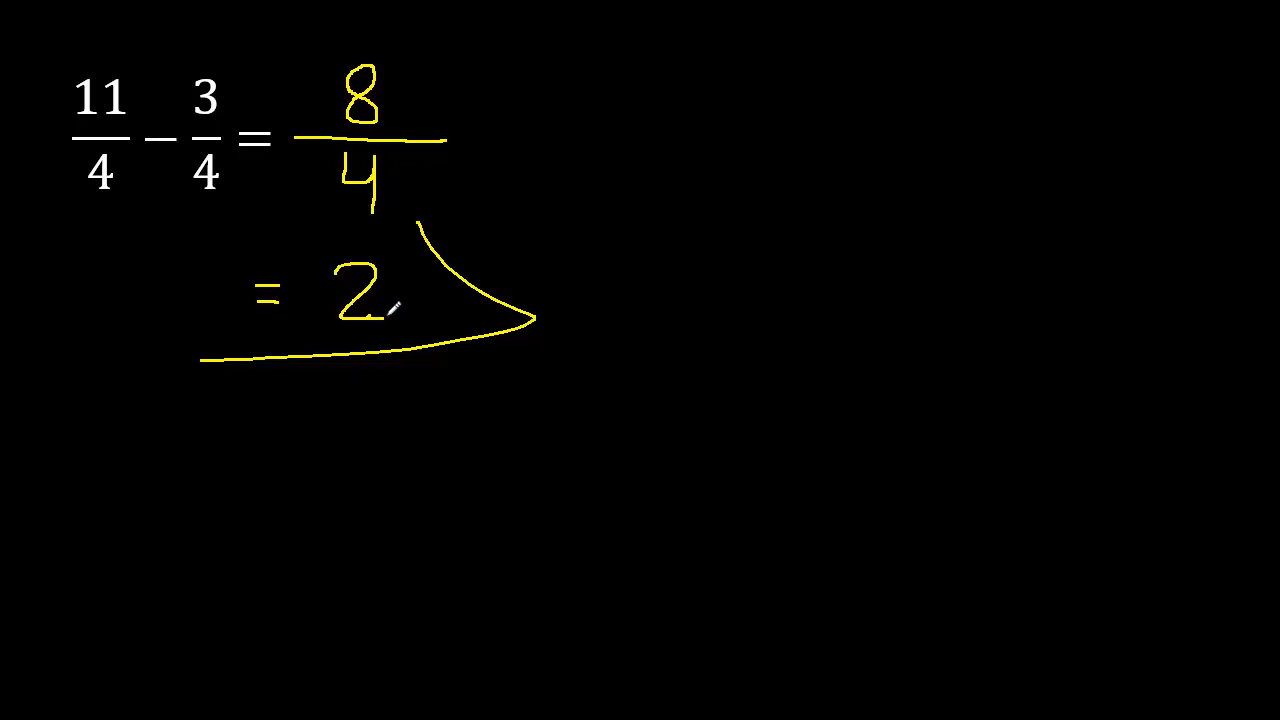 11/4 − 3/4 = 8/4
= 2